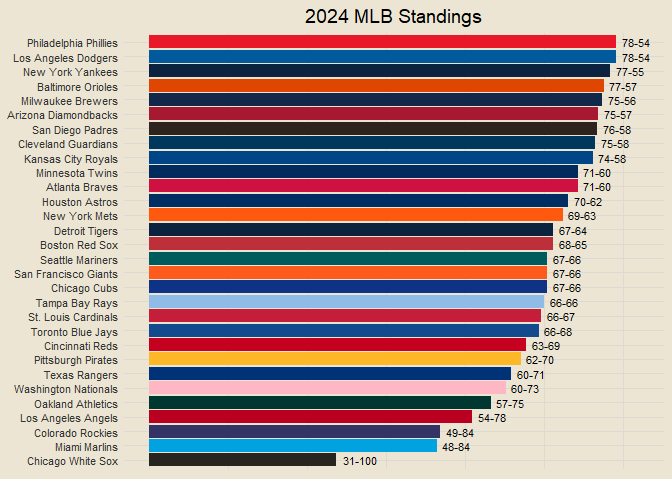 2024 MLB Standings
Philadelphia Phillies 78-54
Los Angeles Dodgers 78-54
New York Yankees 77-55
Baltimore Orioles 77-57
Milwaukee Brewers 75-56
Arizona Diamondbacks 75-57
San Diego Padres 76-58
Cleveland Guardians 75-58
Kansas City Royals 74-58
Minnesota Twins 71-60
Atlanta Braves 71-60
Houston Astros 70-62
New York Mets 69-63
Detroit Tigers 67-64
Boston Red Sox 68-65
Seattle Mariners 67-66
San Francisco Giants 67-66
Chicago Cubs 67-66
Tampa Bay Rays 66-66
St. Louis Cardinals 66-67
Toronto Blue Jays 66-68
Cincinnati Reds 63-69
Pittsburgh Pirates 62-70
Texas Rangers 60-71
Washington Nationals 60-73
Oakland Athletics 57-75
Los Angeles Angels 54-78
Colorado Rockies 49-84
Miami Marlins 48-84
Chicago White Sox 31-100